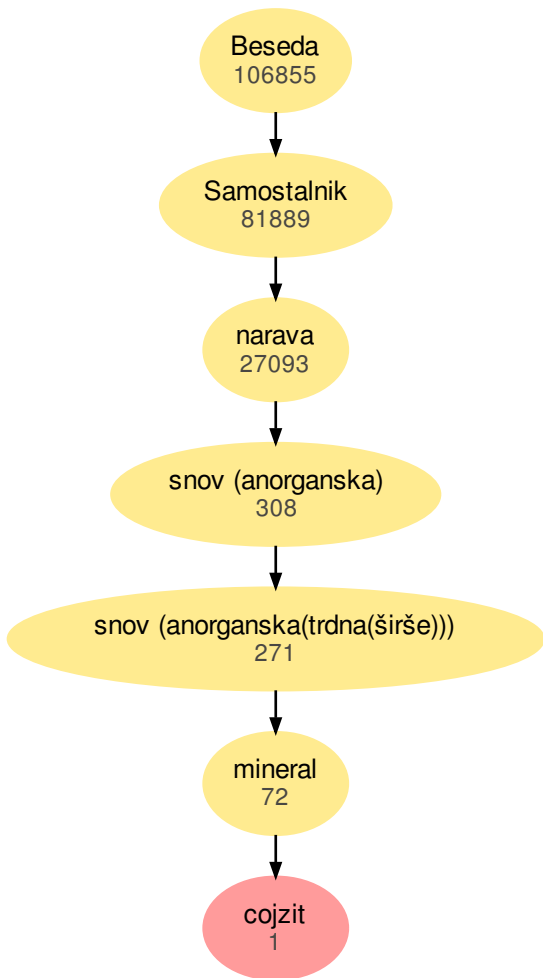 Beseda
106855
Samostalnik
81889
narava
27093
snov (anorganska)
308
snov (anorganska(trdna(širše)))
271
mineral
72
cojzit
1